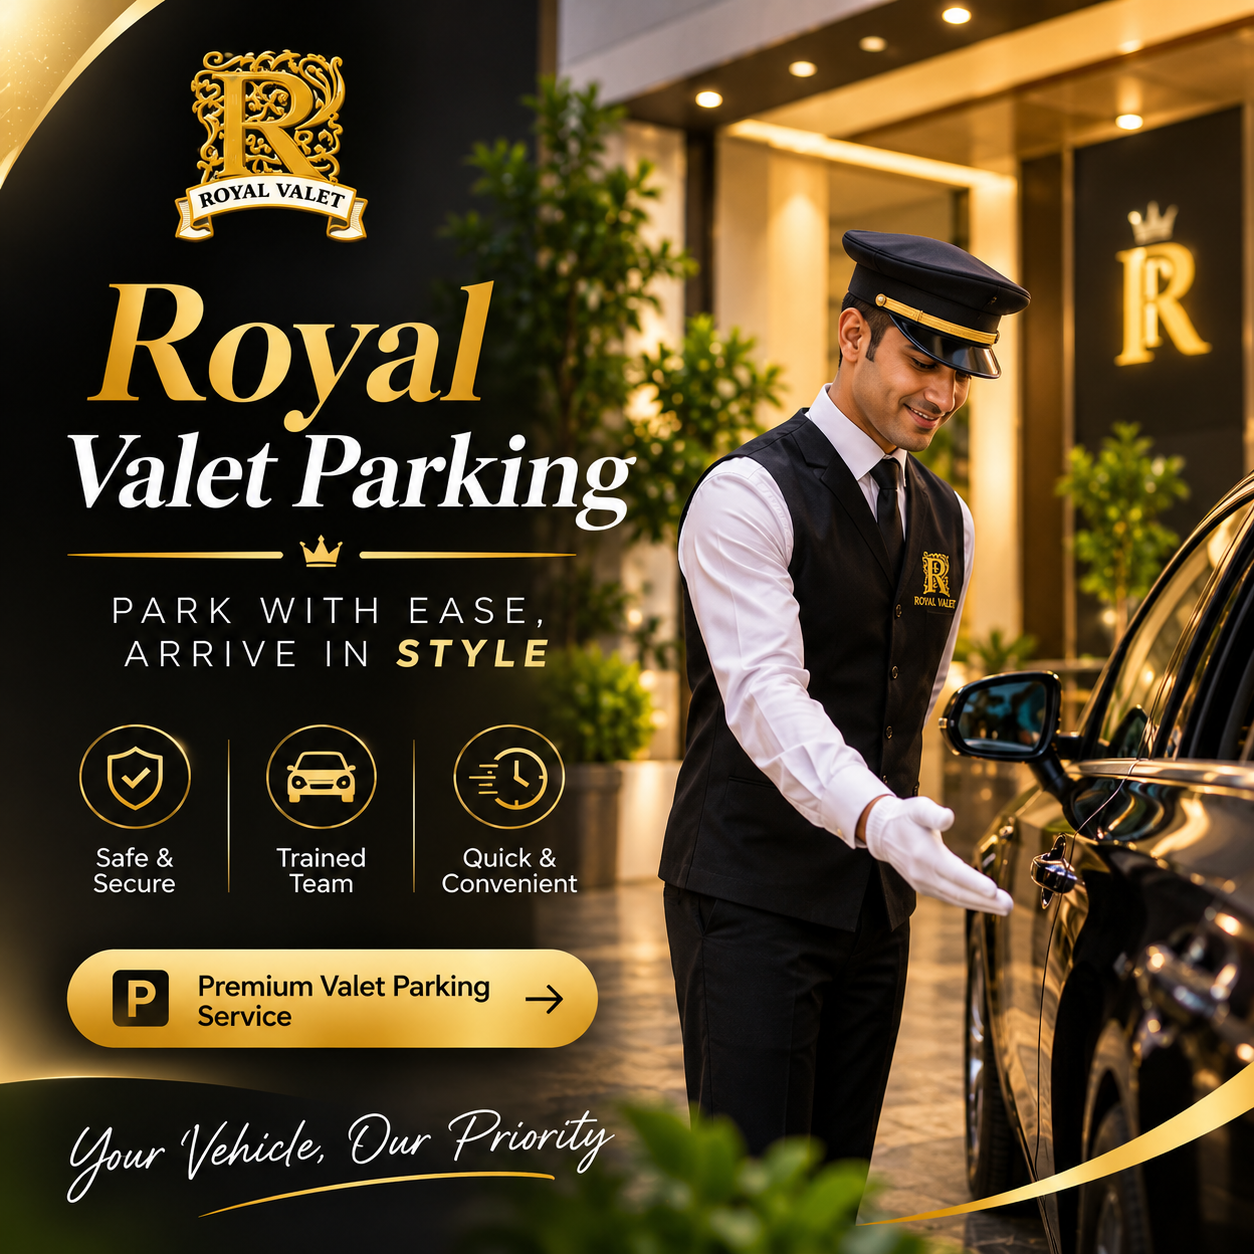 R
ROYAL VALET
Royal
Valet Parking
PARK WITH EASE,
ARRIVE IN STYLE
Safe &
Secure
Trained
Team
Quick &
Convenient
P
Premium Valet Parking
Service
Your Vehicle, Our Priority
R
R
ROYAL VALET